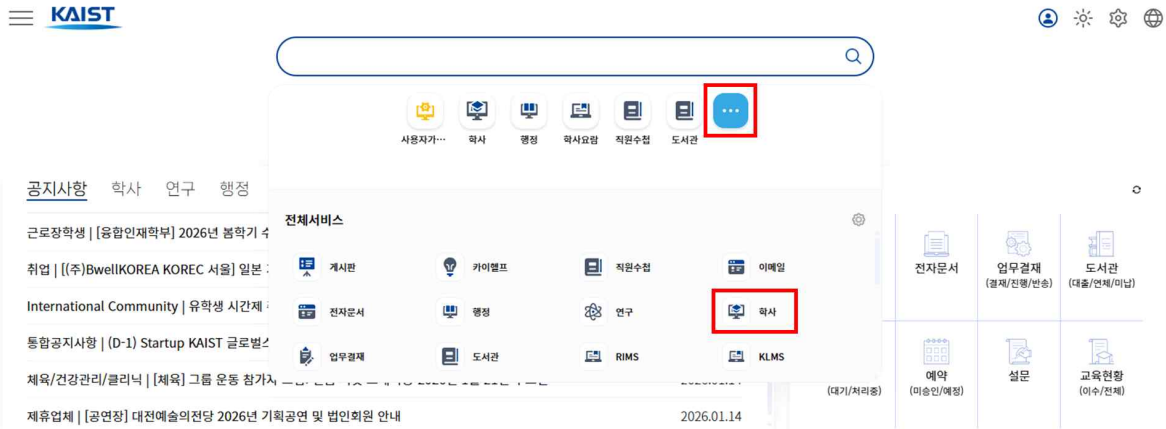 KAIST
사용자가…
학사
행정
학사요람
직원수첩
도서관
공지사항 학사 연구 행정
근로장학생 | [융합인재학부] 2026년 봄학기
취업 | [(주)BwellKOREA KOREC 서울] 일본
International Community | 유학생 시간제
통합공지사항 | (D-1) Startup KAIST 글로벌
체육/건강관리/클리닉 | [체육] 그룹 운동
제휴업체 | [공연장] 대전예술의전당 2026년 기획공연 및 법인회원 안내 2026.01.14
전체서비스
게시판 카이헬프 직원수첩 이메일
전자문서 행정 연구 학사
업무결재 도서관 RIMS KLMS
전자문서
업무결재
(결재/진행/반송)
도서관
(대출/연체/미납)
(대기/처리중)
예약
(미승인/예정)
설문
교육현황
(이수/전체)